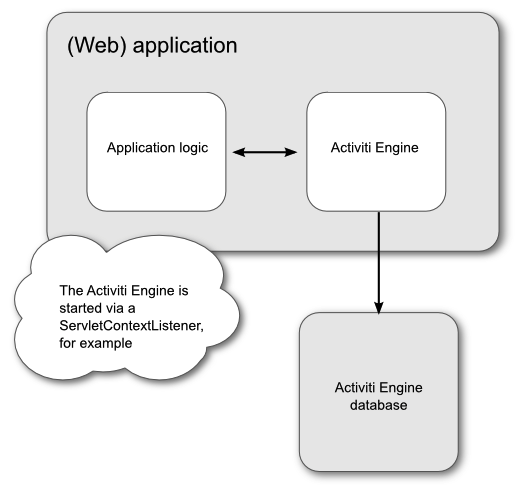 (Web) application
Application logic
Activiti Engine
The Activiti Engine is
started via a
ServletContextListener,
for example
Activiti Engine
database